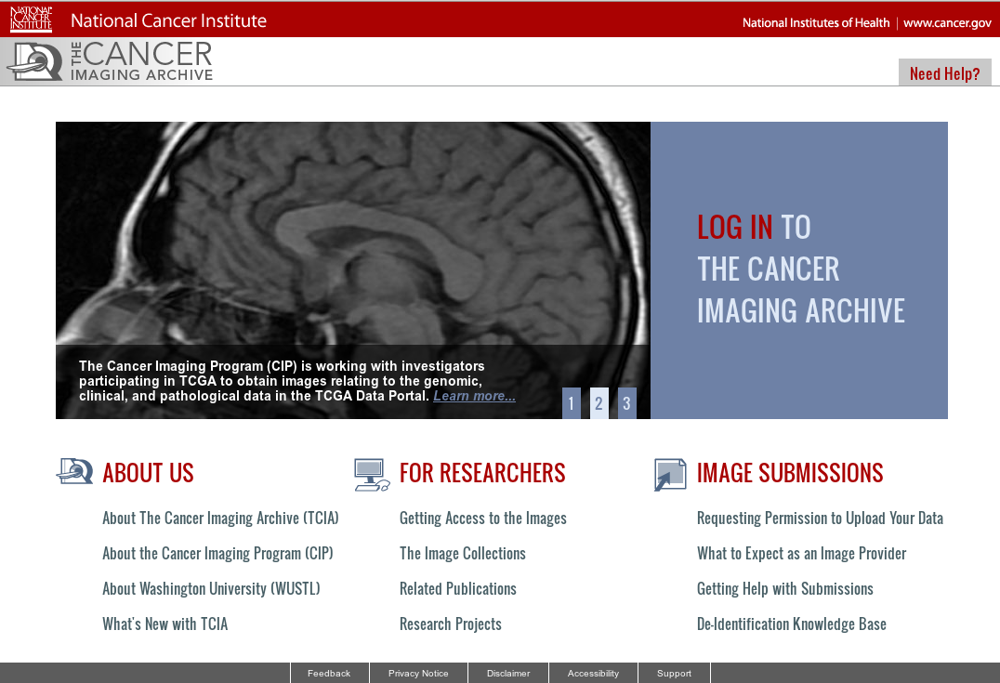 NATIONAL
CANCER
INSTITUTE
National Cancer Institute
National Institutes of Health | www.cancer.gov
THE CANCER
IMAGING ARCHIVE
Need Help?
LOG IN TO
THE CANCER
IMAGING ARCHIVE
The Cancer Imaging Program (CIP) is working with investigators
participating in TCGA to obtain images relating to the genomic,
clinical, and pathological data in the TCGA Data Portal. Learn more...
1 2 3
ABOUT US
About The Cancer Imaging Archive (TCIA)
About the Cancer Imaging Program (CIP)
About Washington University (WUSTL)
What's New with TCIA
FOR RESEARCHERS
Getting Access to the Images
The Image Collections
Related Publications
Research Projects
IMAGE SUBMISSIONS
Requesting Permission to Upload Your Data
What to Expect as an Image Provider
Getting Help with Submissions
De-Identification Knowledge Base
Feedback Privacy Notice Disclaimer Accessibility Support